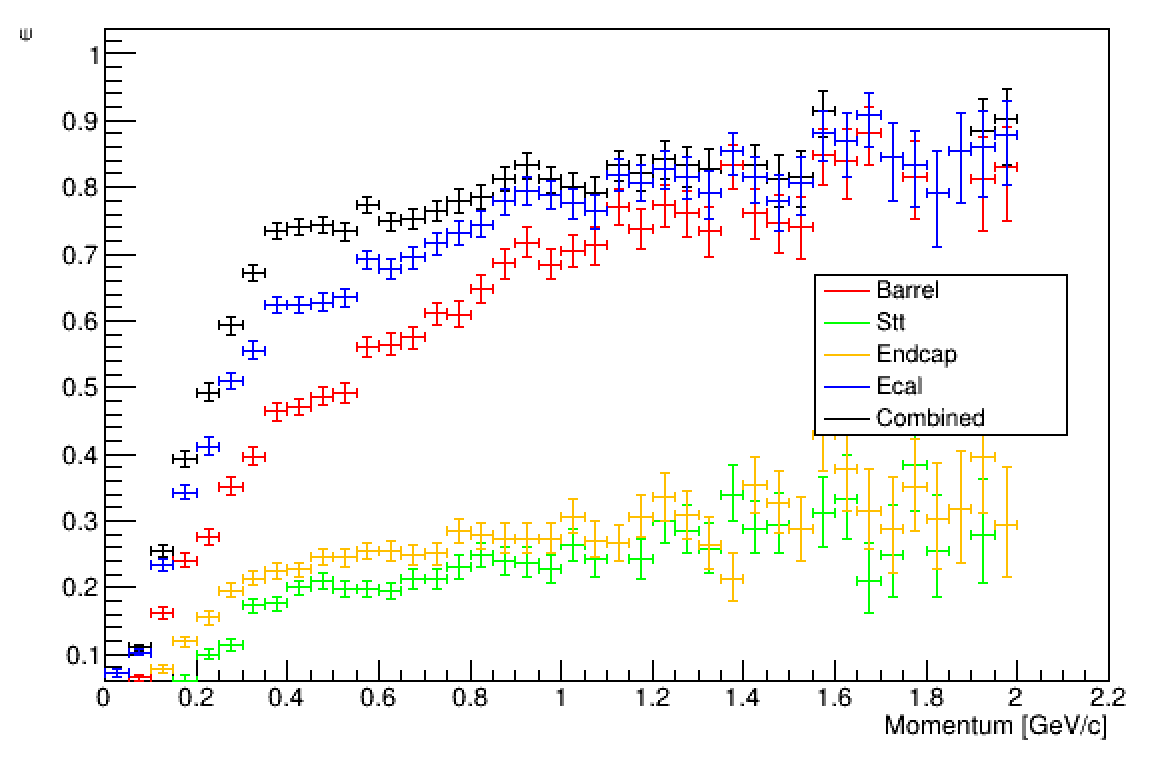 ϵ
1
0.9
0.8
0.7
0.6
0.5
0.4
0.3
0.2
0.1
Barrel
Stt
Endcap
Ecal
Combined
0 0.2 0.4 0.6 0.8 1 1.2 1.4 1.6 1.8 2 2.2
Momentum [GeV/c]